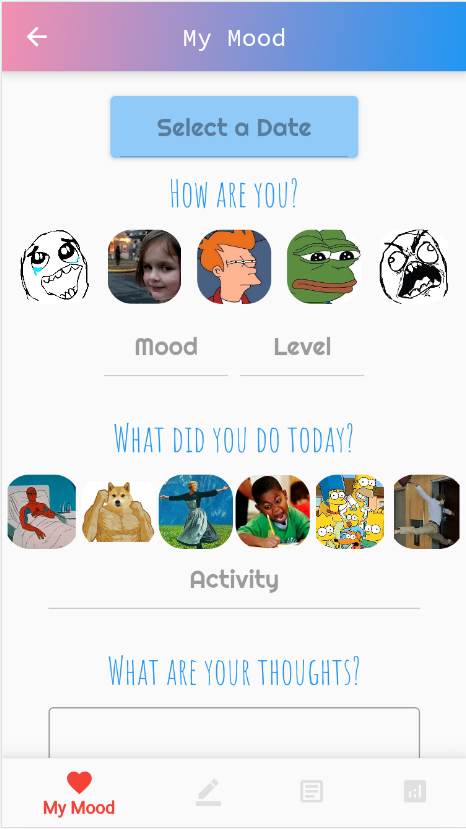 My Mood
Select a Date
How are you?
Mood Level
What did you do today?
Activity
What are your thoughts?
My Mood